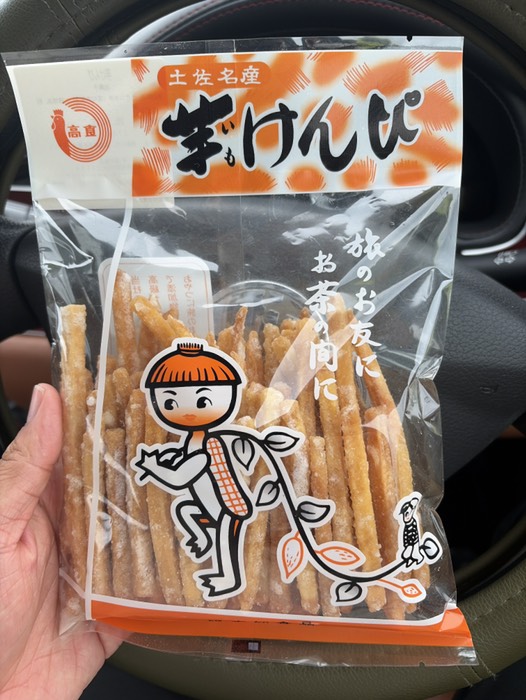 土佐名産
高直
芋けんぴ
いも
旅のお友に
お茶の間に